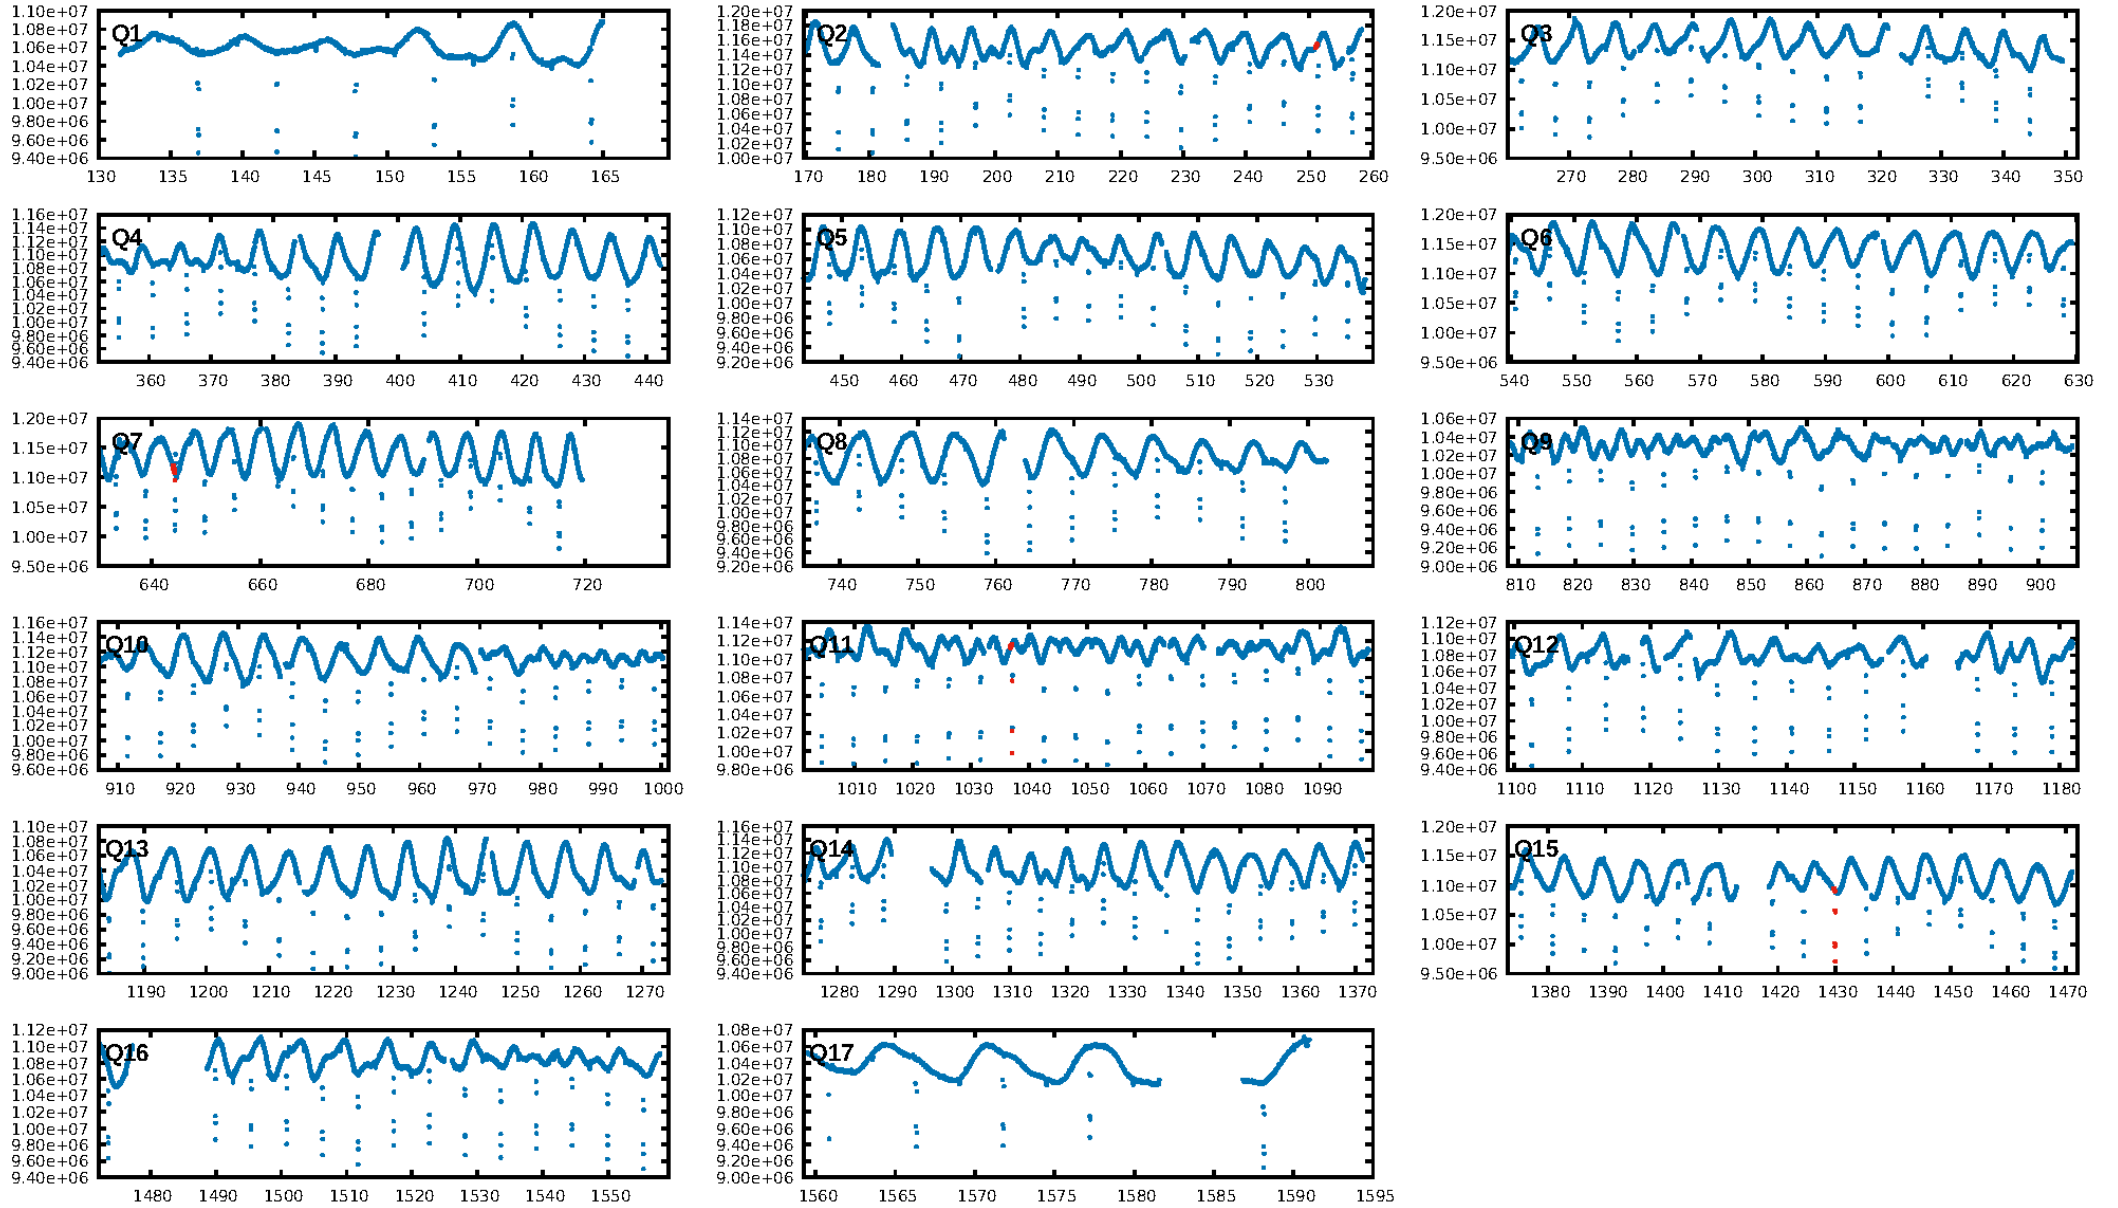 1.10e+07
1.08e+07
1.06e+07
1.04e+07
1.02e+07
1.00e+07
9.80e+06
9.60e+06
9.40e+06
Q1
130 135 140 145 150 155 160 165
1.20e+07
1.18e+07
1.16e+07
1.14e+07
1.12e+07
1.10e+07
1.08e+07
1.06e+07
1.04e+07
1.02e+07
1.00e+07
Q2
170 180 190 200 210 220 230 240 250 260
1.20e+07
1.15e+07
1.10e+07
1.05e+07
1.00e+07
9.50e+06
Q3
270 280 290 300 310 320 330 340 350
1.16e+07
1.14e+07
1.12e+07
1.10e+07
1.08e+07
1.06e+07
1.04e+07
1.02e+07
1.00e+07
9.80e+06
9.60e+06
9.40e+06
Q4
360 370 380 390 400 410 420 430 440
1.12e+07
1.10e+07
1.08e+07
1.06e+07
1.04e+07
1.02e+07
1.00e+07
9.80e+06
9.60e+06
9.40e+06
9.20e+06
Q5
450 460 470 480 490 500 510 520 530
1.20e+07
1.15e+07
1.10e+07
1.05e+07
1.00e+07
9.50e+06
Q6
540 550 560 570 580 590 600 610 620 630
1.20e+07
1.15e+07
1.10e+07
1.05e+07
1.00e+07
9.50e+06
Q7
640 660 680 700 720
1.14e+07
1.12e+07
1.10e+07
1.08e+07
1.06e+07
1.04e+07
1.02e+07
1.00e+07
9.80e+06
9.60e+06
9.40e+06
9.20e+06
Q8
740 750 760 770 780 790 800
1.06e+07
1.04e+07
1.02e+07
1.00e+07
9.80e+06
9.60e+06
9.40e+06
9.20e+06
9.00e+06
Q9
810 820 830 840 850 860 870 880 890 900
1.16e+07
1.14e+07
1.12e+07
1.10e+07
1.08e+07
1.06e+07
1.04e+07
1.02e+07
1.00e+07
9.80e+06
9.60e+06
Q10
910 920 930 940 950 960 970 980 990 1000
1.14e+07
1.12e+07
1.10e+07
1.08e+07
1.06e+07
1.04e+07
1.02e+07
1.00e+07
9.80e+06
Q11
1010 1020 1030 1040 1050 1060 1070 1080 1090
1.12e+07
1.10e+07
1.08e+07
1.06e+07
1.04e+07
1.02e+07
1.00e+07
9.80e+06
9.60e+06
9.40e+06
Q12
1100 1110 1120 1130 1140 1150 1160 1170 1180
1.10e+07
1.08e+07
1.06e+07
1.04e+07
1.02e+07
1.00e+07
9.80e+06
9.60e+06
9.40e+06
9.20e+06
9.00e+06
Q13
1190 1200 1210 1220 1230 1240 1250 1260 1270
1.16e+07
1.14e+07
1.12e+07
1.10e+07
1.08e+07
1.06e+07
1.04e+07
1.02e+07
1.00e+07
9.80e+06
9.60e+06
9.40e+06
Q14
1280 1290 1300 1310 1320 1330 1340 1350 1360 1370
1.20e+07
1.15e+07
1.10e+07
1.05e+07
1.00e+07
9.50e+06
Q15
1380 1390 1400 1410 1420 1430 1440 1450 1460 1470
1.12e+07
1.10e+07
1.08e+07
1.06e+07
1.04e+07
1.02e+07
1.00e+07
9.80e+06
9.60e+06
9.40e+06
Q16
1480 1490 1500 1510 1520 1530 1540 1550
1.08e+07
1.06e+07
1.04e+07
1.02e+07
1.00e+07
9.80e+06
9.60e+06
9.40e+06
9.20e+06
9.00e+06
Q17
1560 1565 1570 1575 1580 1585 1590 1595